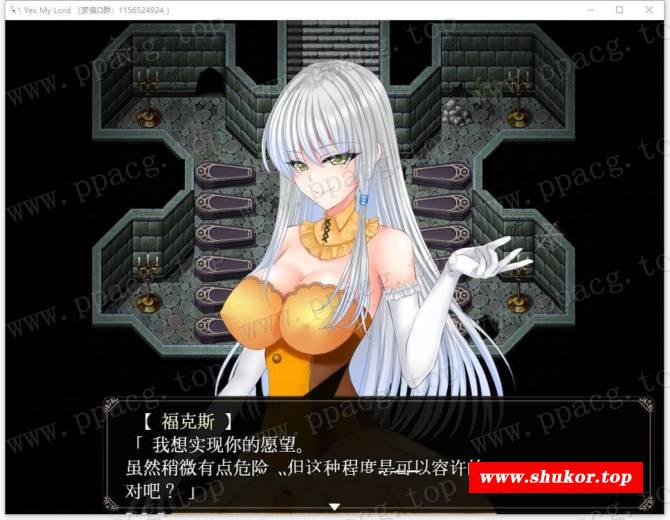 Yes My Lord （梦璃Q群：1156524924 ）
www.ppacg.top
【 福克斯 】
「 我想实现你的愿望。
虽然稍微有点危险，但这种程度是可以容许的
对吧？ 」
www.shukor.top